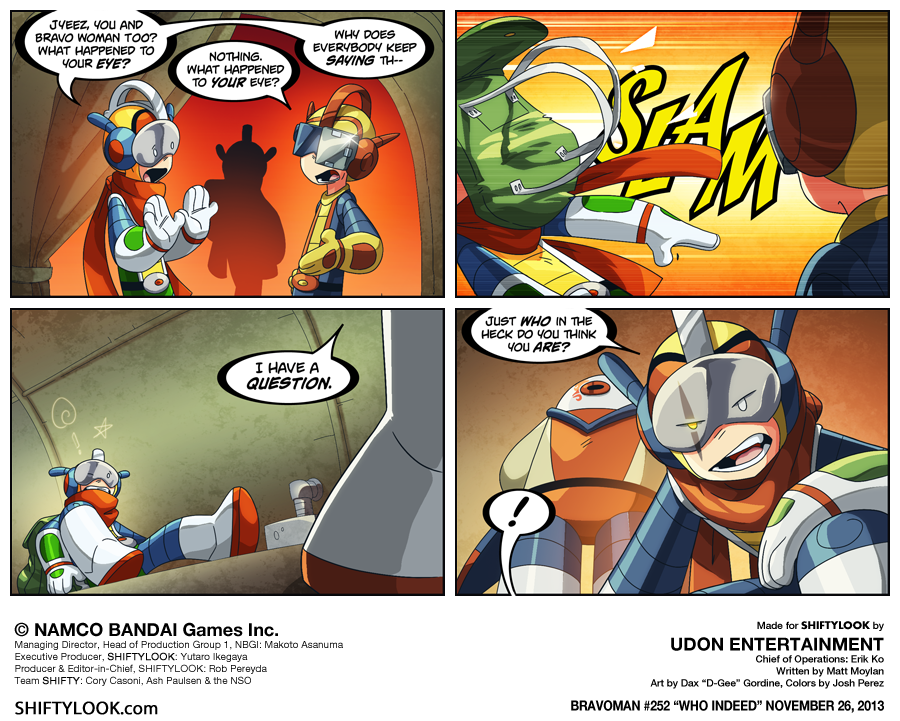 JYEEZ, YOU AND
BRAVO WOMAN TOO?
WHAT HAPPENED TO
YOUR EYE?
NOTHING.
WHAT HAPPENED
TO YOUR EYE?
WHY DOES
EVERYBODY KEEP
SAYING TH--
SLAM
I HAVE A
QUESTION.
!
JUST WHO IN THE
HECK DO YOU THINK
YOU ARE?
!
© NAMCO BANDAI Games Inc.
Managing Director, Head of Production Group 1, NBGI: Makoto Asanuma
Executive Producer, SHIFTYLOOK: Yutaro Ikegaya
Producer & Editor-in-Chief, SHIFTYLOOK: Rob Pereyda
Team SHIFTY: Cory Casoni, Ash Paulsen & the NSO
SHIFTYLOOK.com
Made for SHIFTYLOOK by
UDON ENTERTAINMENT
Chief of Operations: Erik Ko
Written by Matt Moylan
Art by Dax “D-Gee” Gordine, Colors by Josh Perez
BRAVOMAN #252 “WHO INDEED” NOVEMBER 26, 2013